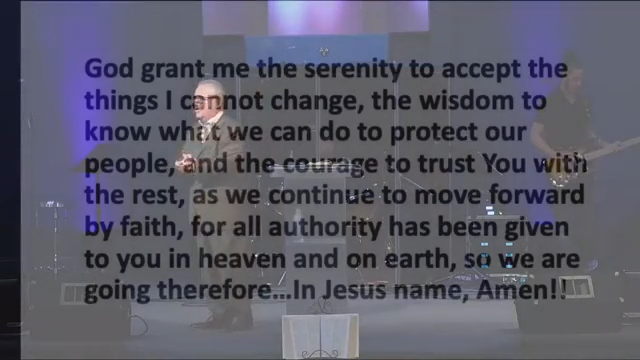 God grant me the serenity to accept the
things I cannot change, the wisdom to
know what we can do to protect our
people, and the courage to trust You with
the rest, as we continue to move forward
by faith, for all authority has been given
to you in heaven and on earth, so we are
going therefore...In Jesus name, Amen!!